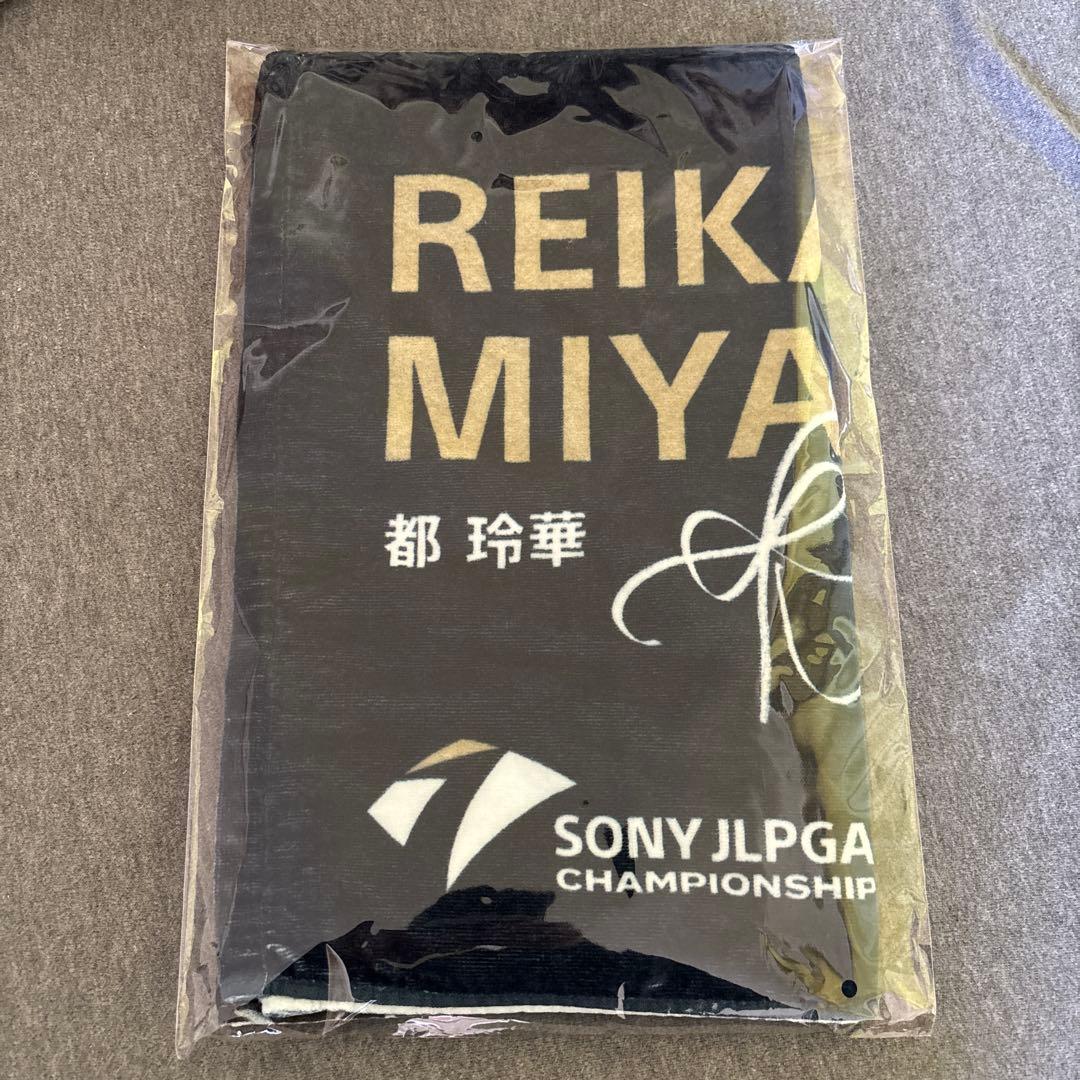 REIKA
MIYA
都 玲華
SONY JLPGA
CHAMPIONSHIP